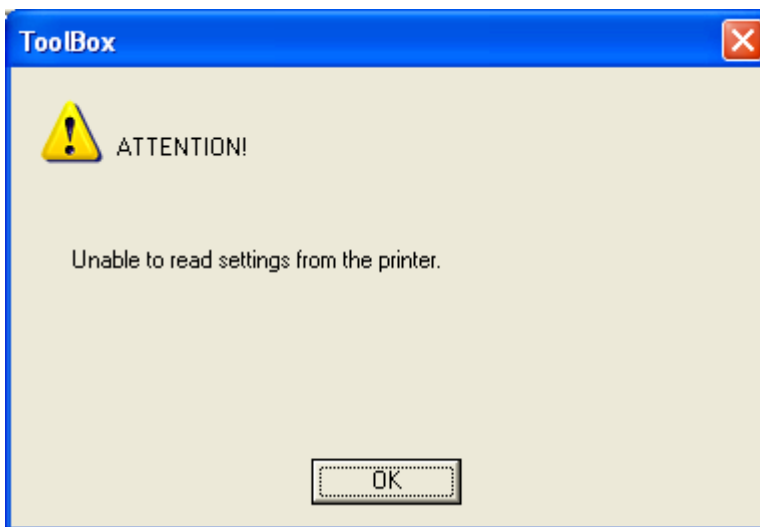 ToolBox
ATTENTION!
Unable to read settings from the printer.
OK